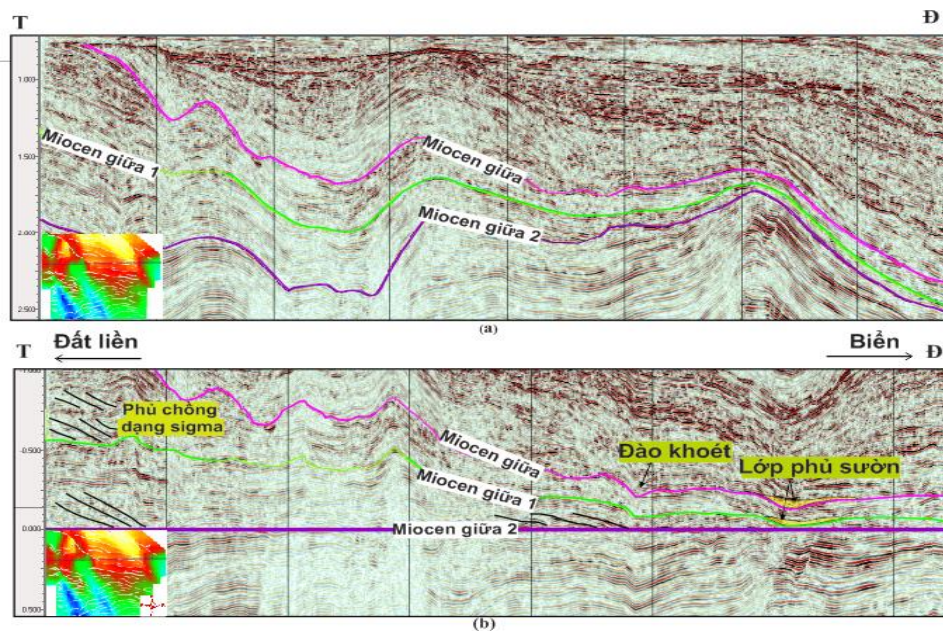 T
Đ
1.000
1.500
2.000
2.500
Miocen giữa 1
Miocen giữa
Miocen giữa 2
(a)
T
Đất liền
Biển
Đ
Phủ chồng
dạng sigma
Đào khoét
Miocen giữa
Lớp phủ sườn
Miocen giữa 1
Miocen giữa 2
-0.500
0.000
0.500
(b)